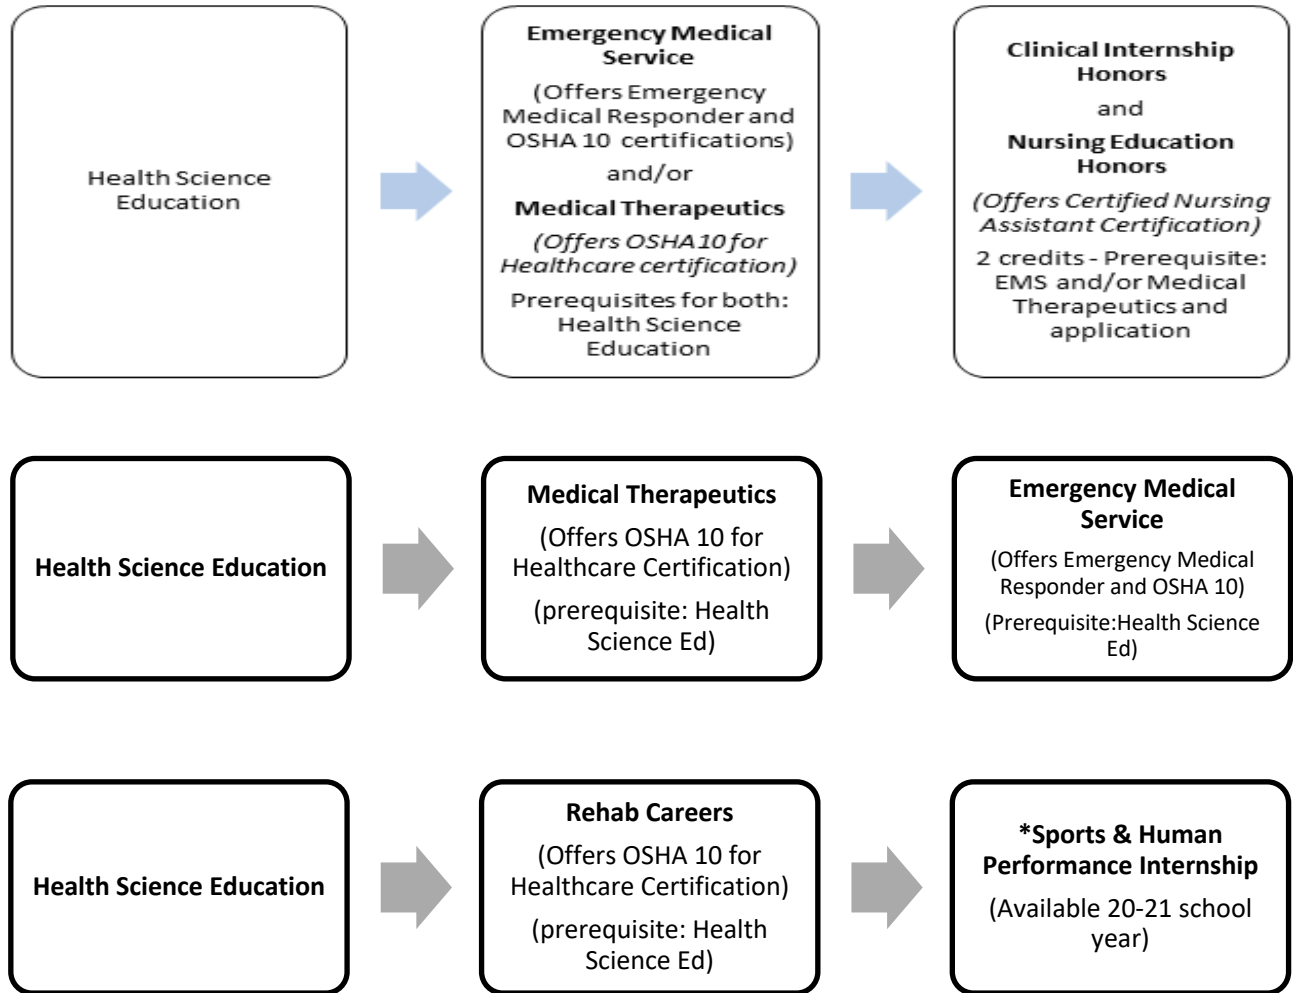 Health Science
Education
Emergency Medical
Service
(Offers Emergency
Medical Responder and
OSHA 10 certifications)
and/or
Medical Therapeutics
(Offers OSHA10 for
Healthcare certification)
Prerequisites for both:
Health Science
Education
Clinical Internship
Honors
and
Nursing Education
Honors
(Offers Certified Nursing
Assistant Certification)
2 credits - Prerequisite:
EMS and/or Medical
Therapeutics and
application
Health Science Education
Medical Therapeutics
(Offers OSHA 10 for
Healthcare Certification)
(prerequisite: Health
Science Ed)
Emergency Medical
Service
(Offers Emergency Medical
Responder and OSHA 10)
(Prerequisite:Health Science
Ed)
Health Science Education
Rehab Careers
(Offers OSHA 10 for
Healthcare Certification)
(prerequisite: Health
Science Ed)
*Sports & Human
Performance Internship
(Available 20-21 school
year)